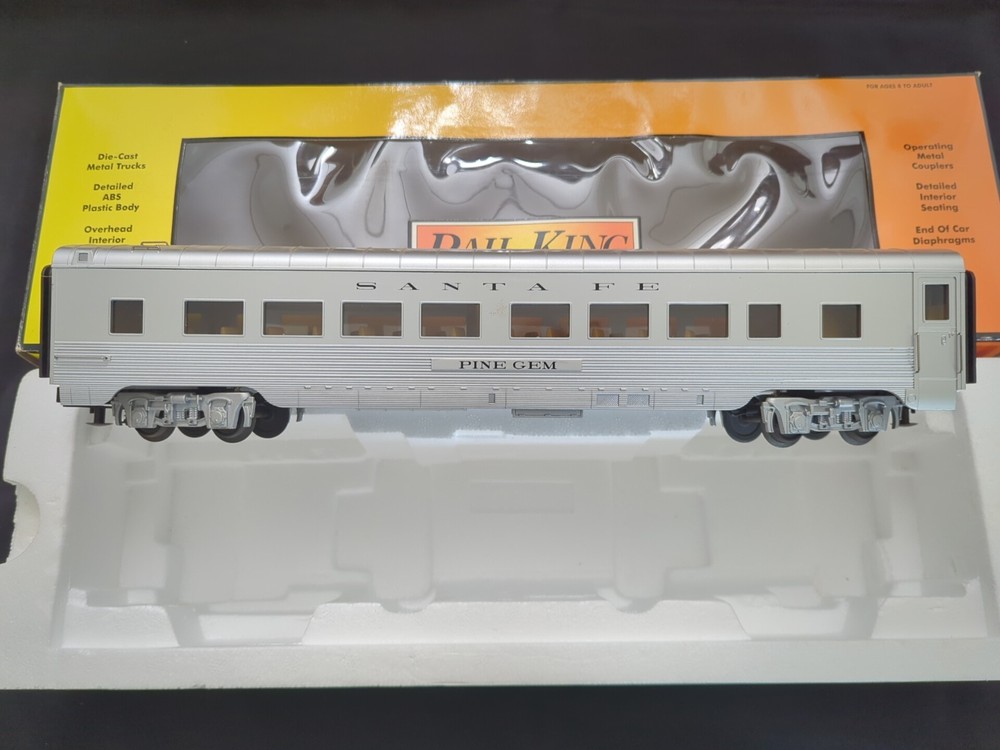 FOR AGES 8 TO ADULT
Die-Cast
Metal Trucks
Detailed
ABS
Plastic Body
Overhead
Interior
RAIL KING
Operating
Metal
Couplers
Detailed
Interior
Seating
End Of Car
Diaphragms
SANTA FE
PINE GEM